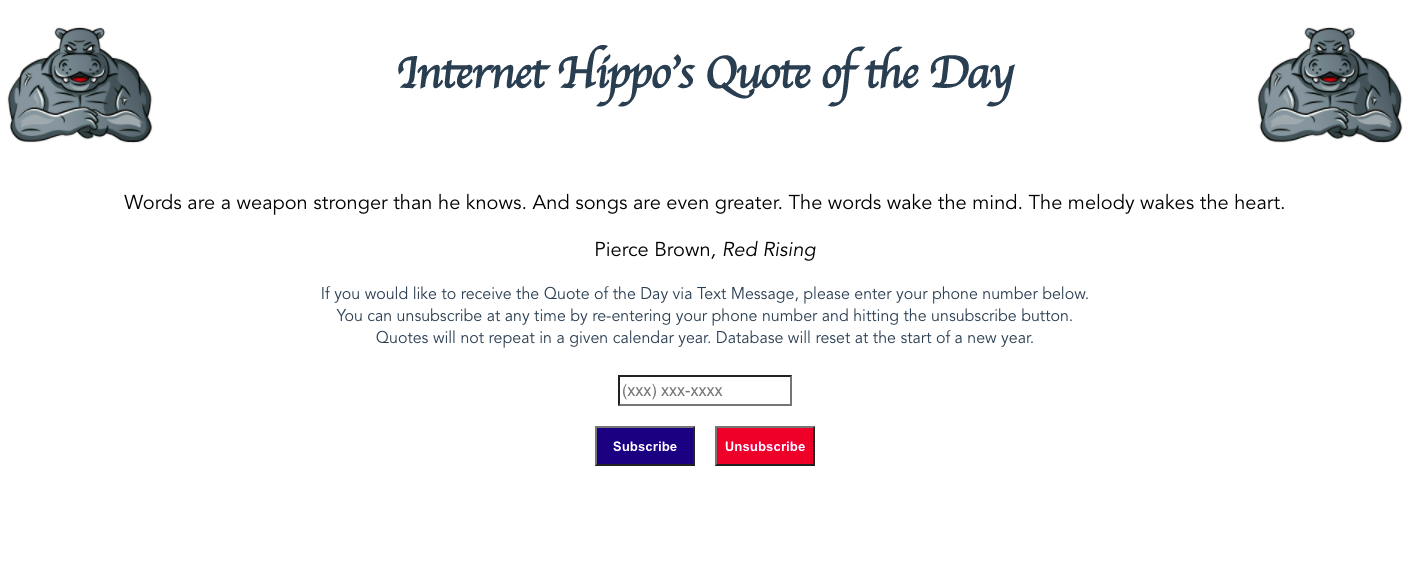 Internet Hippo's Quote of the Day
Words are a weapon stronger than he knows. And songs are even greater. The words wake the mind. The melody wakes the heart.
Pierce Brown, Red Rising
If you would like to receive the Quote of the Day via Text Message, please enter your phone number below.
You can unsubscribe at any time by re-entering your phone number and hitting the unsubscribe button.
Quotes will not repeat in a given calendar year. Database will reset at the start of a new year.
(xxx) xxx-xxxx
Subscribe Unsubscribe